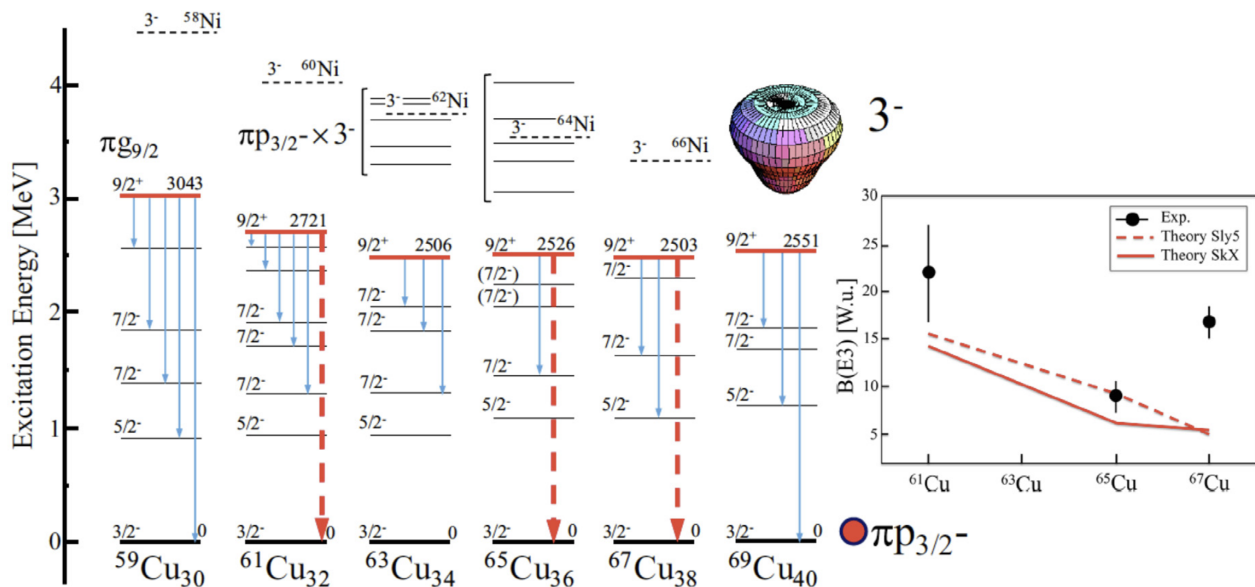 Excitation Energy [MeV]
4
3
2
1
0
3- ⁵⁸Ni
πg9/2
9/2+ 3043
7/2-
7/2-
5/2-
3/2- 0
⁵⁹Cu₃₀
3- ⁶⁰Ni
πp3/2- × 3-
9/2+ 2721
7/2-
7/2-
7/2-
5/2-
3/2- 0
⁶¹Cu₃₂
3- ⁶²Ni
9/2+ 2506
7/2-
7/2-
7/2-
5/2-
3/2- 0
⁶³Cu₃₄
3- ⁶⁴Ni
9/2+ 2526
(7/2-)
(7/2-)
7/2-
5/2-
3/2- 0
⁶⁵Cu₃₆
3- ⁶⁶Ni
9/2+ 2503
7/2-
7/2-
5/2-
3/2- 0
⁶⁷Cu₃₈
9/2+ 2551
7/2-
7/2-
5/2-
3/2- 0
⁶⁹Cu₄₀
3-
B(E3) [W.u.]
30
25
20
15
10
5
Exp.
Theory Sly5
Theory SkX
⁶¹Cu ⁶³Cu ⁶⁵Cu ⁶⁷Cu
πp3/2-